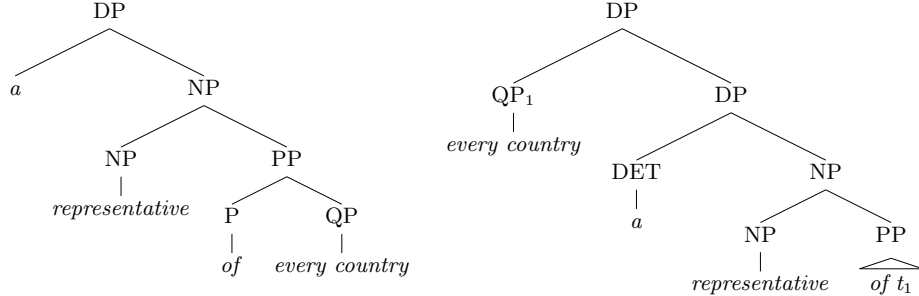 DP
a
NP
NP
PP
representative
P
QP
of
every country
DP
QP₁
DP
every country
DET
NP
a
NP
PP
representative
of t₁